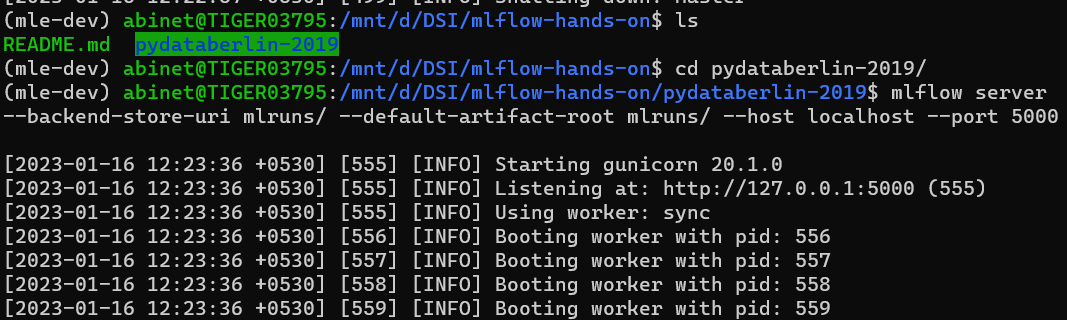 (mle-dev) abinet@TIGER03795:/mnt/d/DSI/mlflow-hands-on$ ls
README.md  pydataberlin-2019
(mle-dev) abinet@TIGER03795:/mnt/d/DSI/mlflow-hands-on$ cd pydataberlin-2019/
(mle-dev) abinet@TIGER03795:/mnt/d/DSI/mlflow-hands-on/pydataberlin-2019$ mlflow server
--backend-store-uri mlruns/ --default-artifact-root mlruns/ --host localhost --port 5000
[2023-01-16 12:23:36 +0530] [555] [INFO] Starting gunicorn 20.1.0
[2023-01-16 12:23:36 +0530] [555] [INFO] Listening at: http://127.0.0.1:5000 (555)
[2023-01-16 12:23:36 +0530] [555] [INFO] Using worker: sync
[2023-01-16 12:23:36 +0530] [556] [INFO] Booting worker with pid: 556
[2023-01-16 12:23:36 +0530] [557] [INFO] Booting worker with pid: 557
[2023-01-16 12:23:36 +0530] [558] [INFO] Booting worker with pid: 558
[2023-01-16 12:23:36 +0530] [559] [INFO] Booting worker with pid: 559